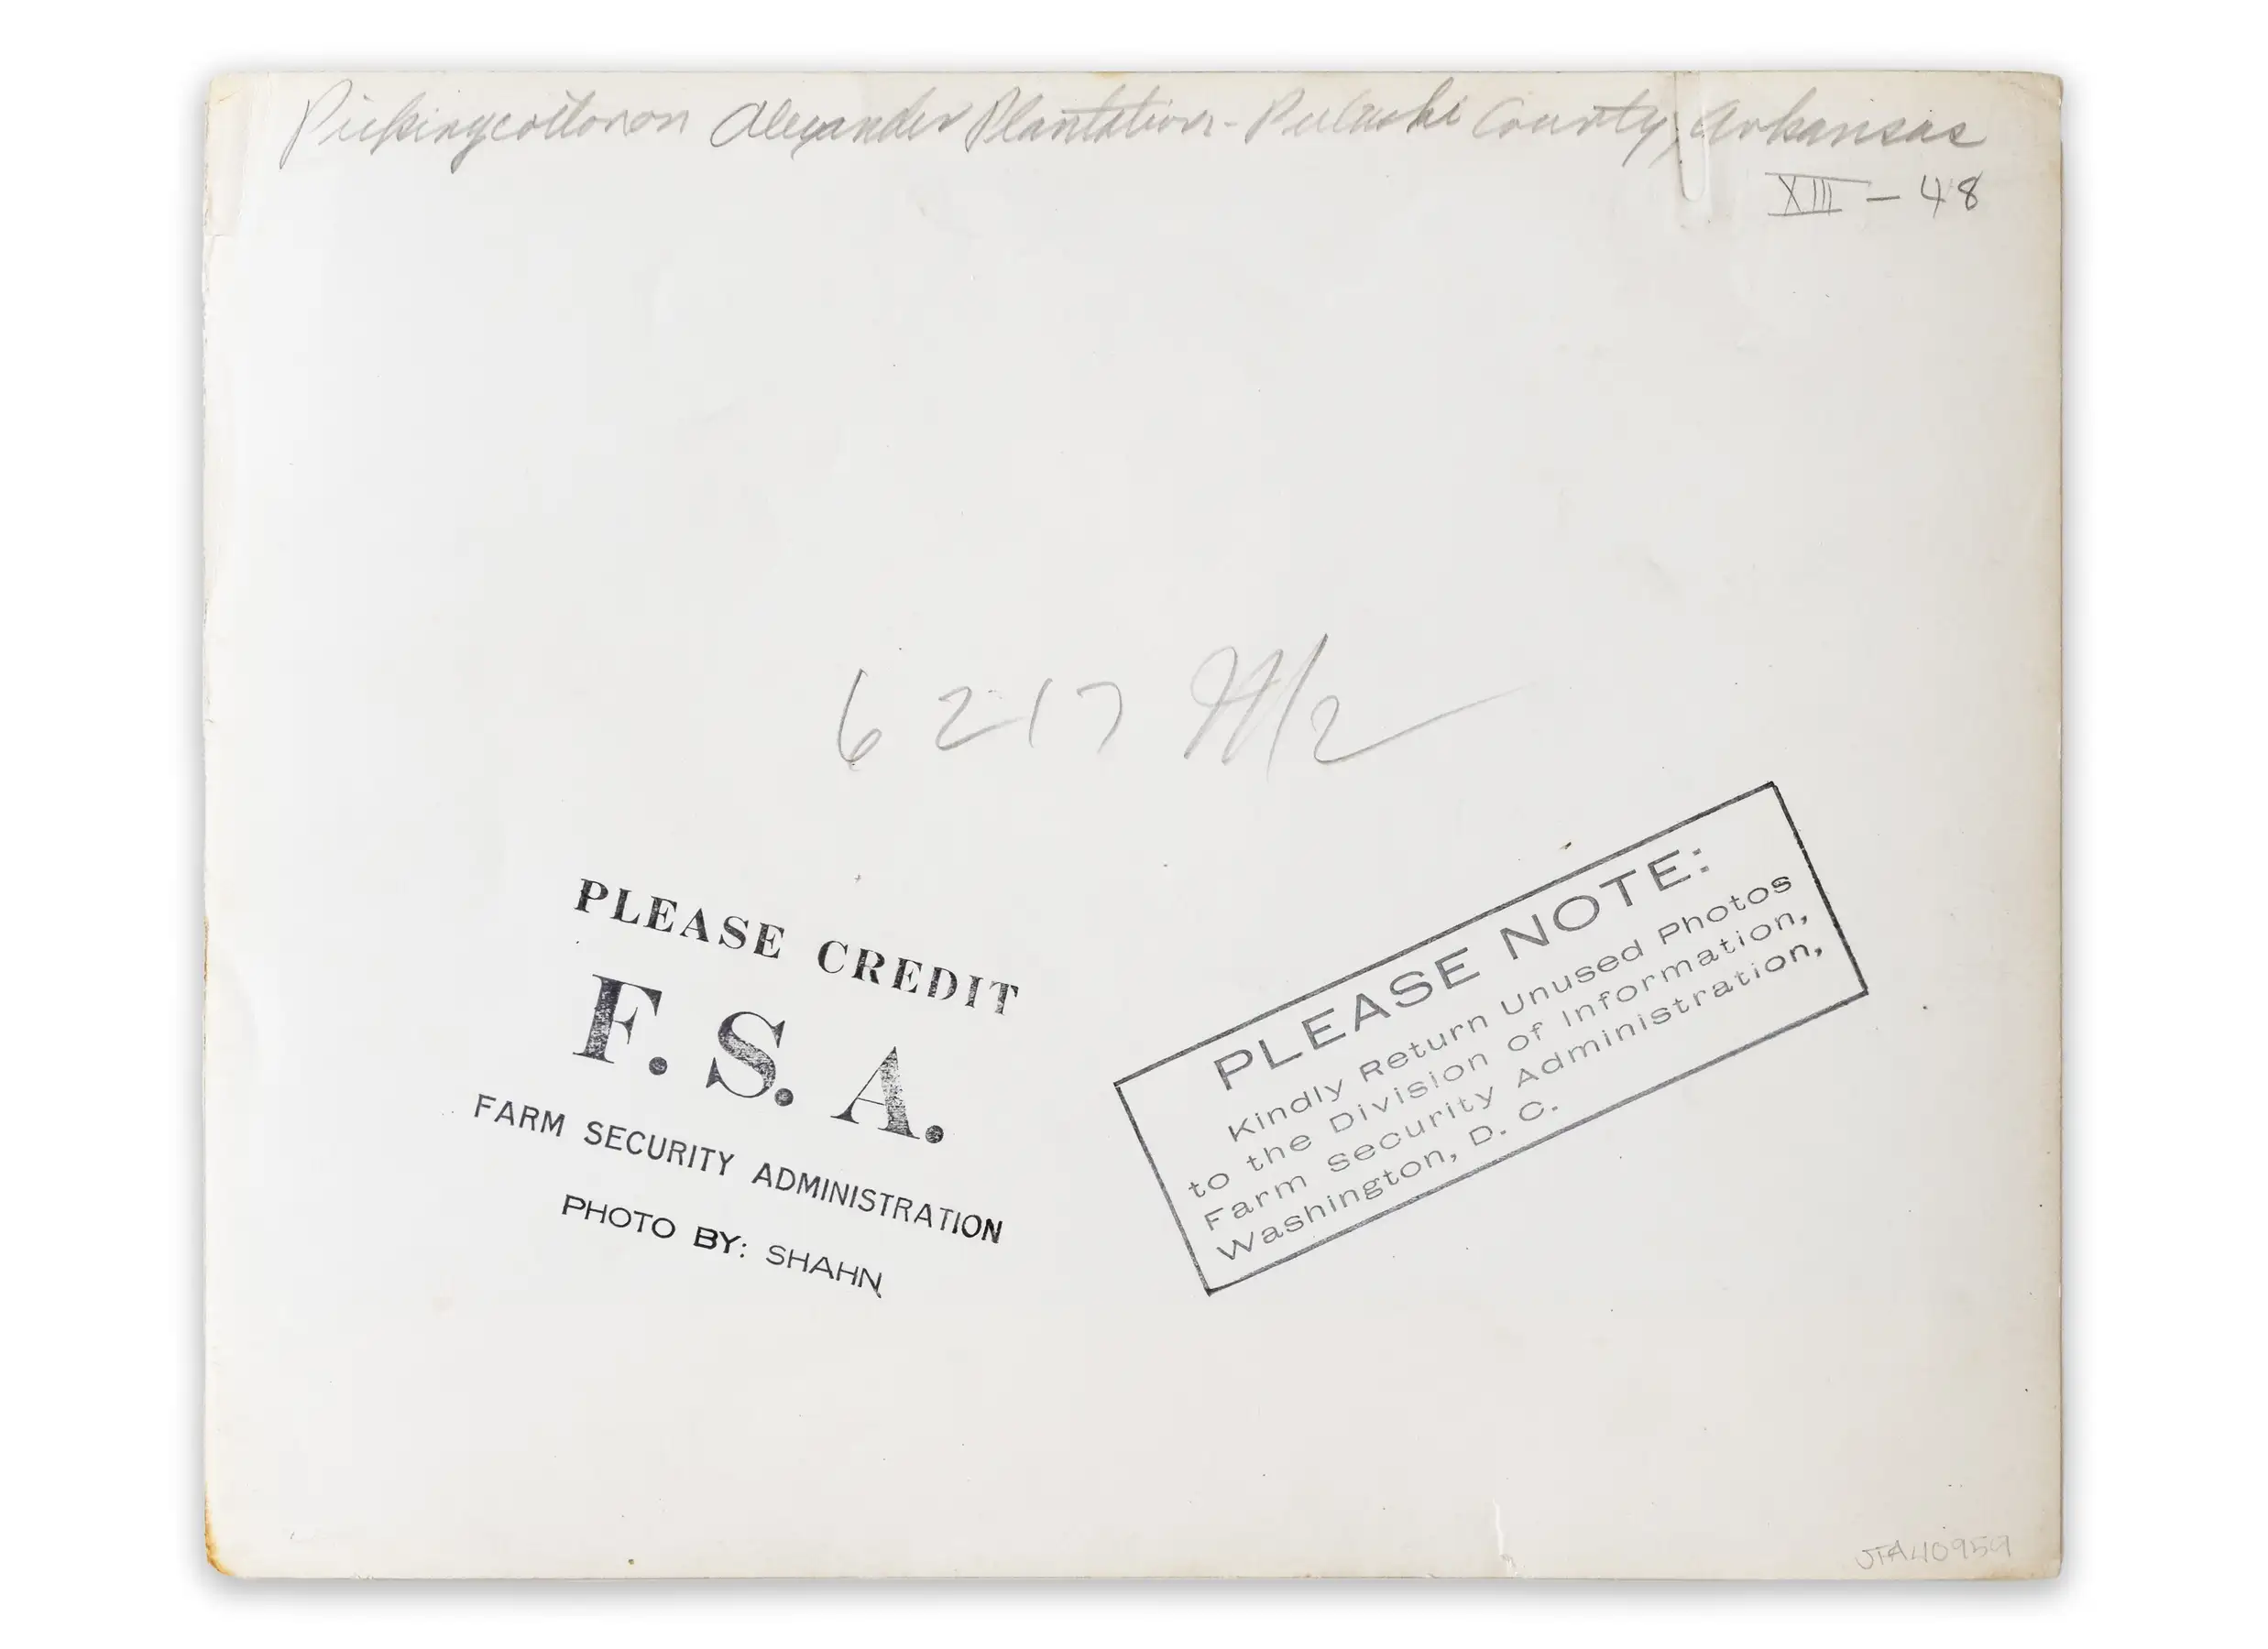 Picking cotton on Alexander Plantation - Pulaski County, Arkansas
XIII - 48
6217 M2
PLEASE CREDIT
F. S. A.
FARM SECURITY ADMINISTRATION
PHOTO BY: SHAHN
PLEASE NOTE:
Kindly Return Unused Photos
to the Division of Information,
Farm Security Administration,
Washington, D. C.
JTA40959